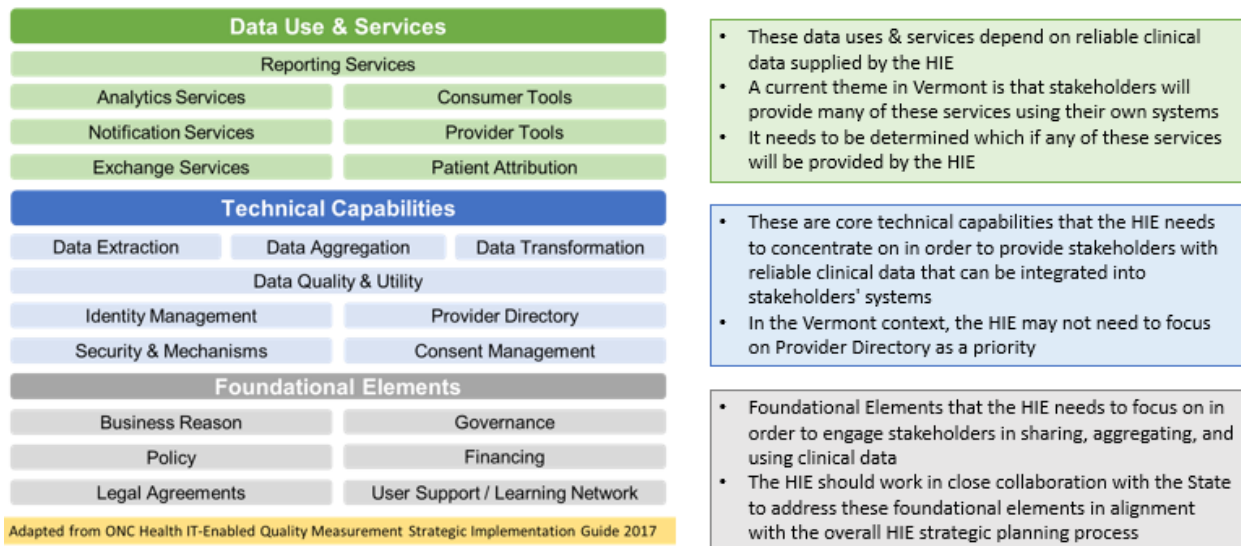 Data Use & Services
Reporting Services
Analytics Services
Consumer Tools
Notification Services
Provider Tools
Exchange Services
Patient Attribution
• These data uses & services depend on reliable clinical
data supplied by the HIE
• A current theme in Vermont is that stakeholders will
provide many of these services using their own systems
• It needs to be determined which if any of these services
will be provided by the HIE
Technical Capabilities
Data Extraction
Data Aggregation
Data Transformation
Data Quality & Utility
Identity Management
Provider Directory
Security & Mechanisms
Consent Management
• These are core technical capabilities that the HIE needs
to concentrate on in order to provide stakeholders with
reliable clinical data that can be integrated into
stakeholders' systems
• In the Vermont context, the HIE may not need to focus
on Provider Directory as a priority
Foundational Elements
Business Reason
Governance
Policy
Financing
Legal Agreements
User Support / Learning Network
• Foundational Elements that the HIE needs to focus on in
order to engage stakeholders in sharing, aggregating, and
using clinical data
• The HIE should work in close collaboration with the State
to address these foundational elements in alignment
with the overall HIE strategic planning process
Adapted from ONC Health IT-Enabled Quality Measurement Strategic Implementation Guide 2017